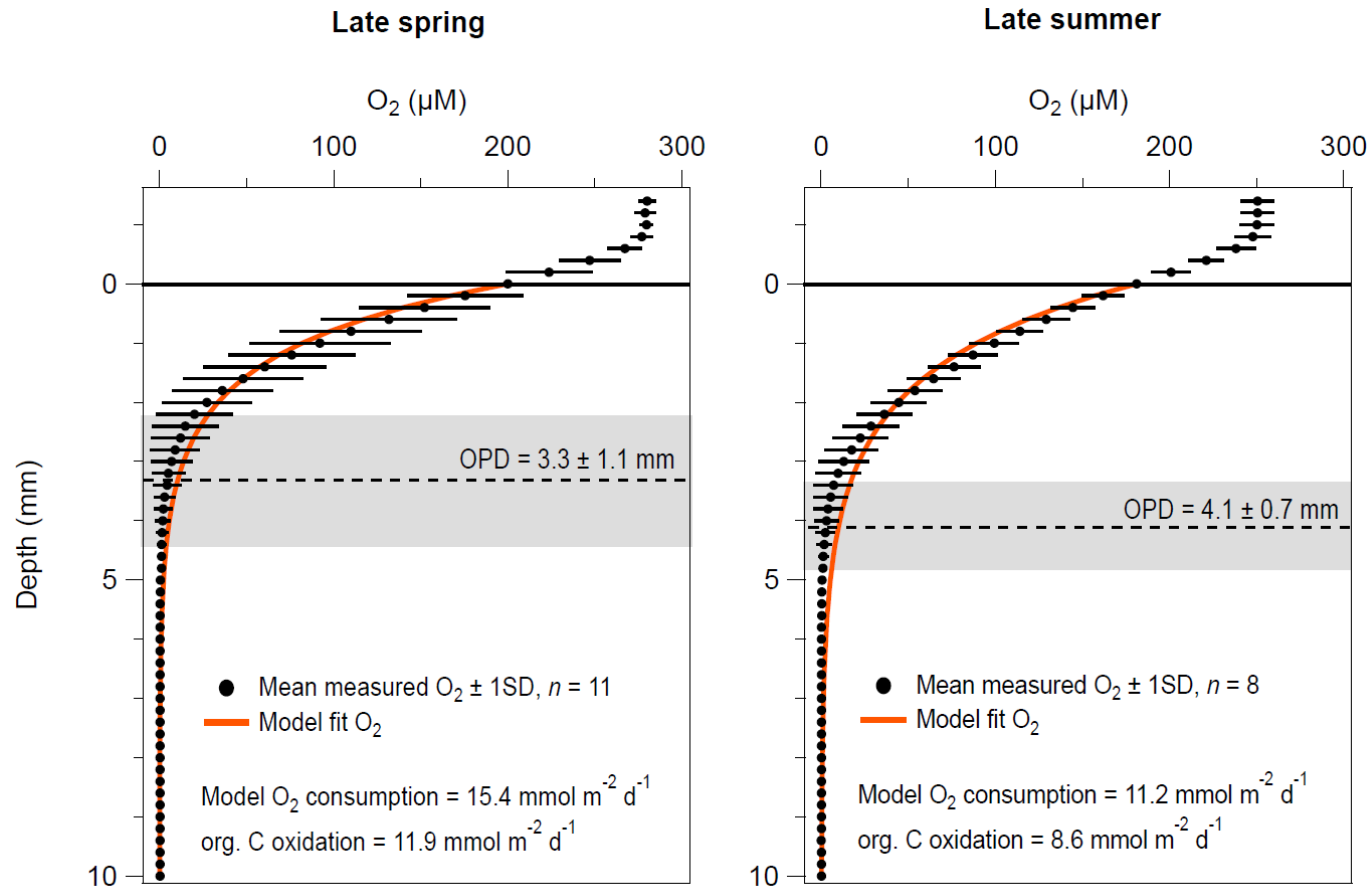 Late spring
O₂ (µM)
0 100 200 300
Depth (mm)
0
5
10
OPD = 3.3 ± 1.1 mm
Mean measured O₂ ± 1SD, n = 11
Model fit O₂
Model O₂ consumption = 15.4 mmol m⁻² d⁻¹
org. C oxidation = 11.9 mmol m⁻² d⁻¹
Late summer
O₂ (µM)
0 100 200 300
0
5
10
OPD = 4.1 ± 0.7 mm
Mean measured O₂ ± 1SD, n = 8
Model fit O₂
Model O₂ consumption = 11.2 mmol m⁻² d⁻¹
org. C oxidation = 8.6 mmol m⁻² d⁻¹